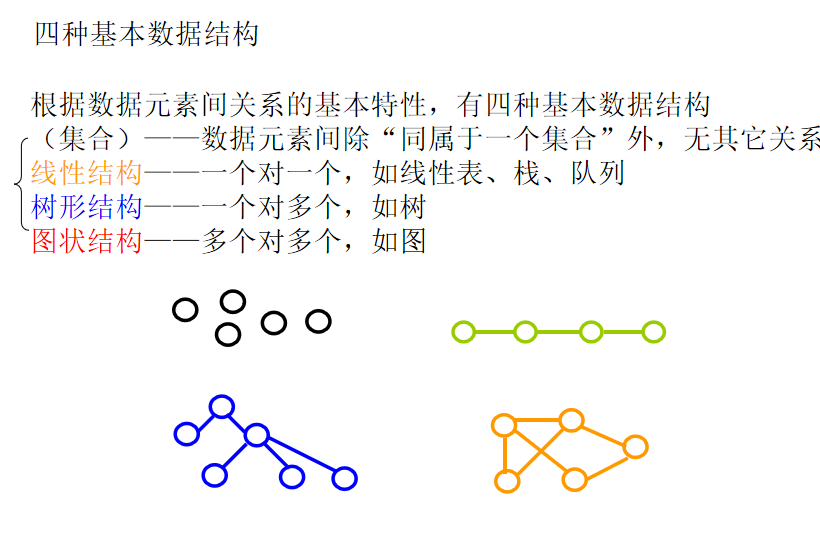 四种基本数据结构
根据数据元素间关系的基本特性，有四种基本数据结构
（集合）——数据元素间除“同属于一个集合”外，无其它关系
线性结构——一个对一个，如线性表、栈、队列
树形结构——一个对多个，如树
图状结构——多个对多个，如图